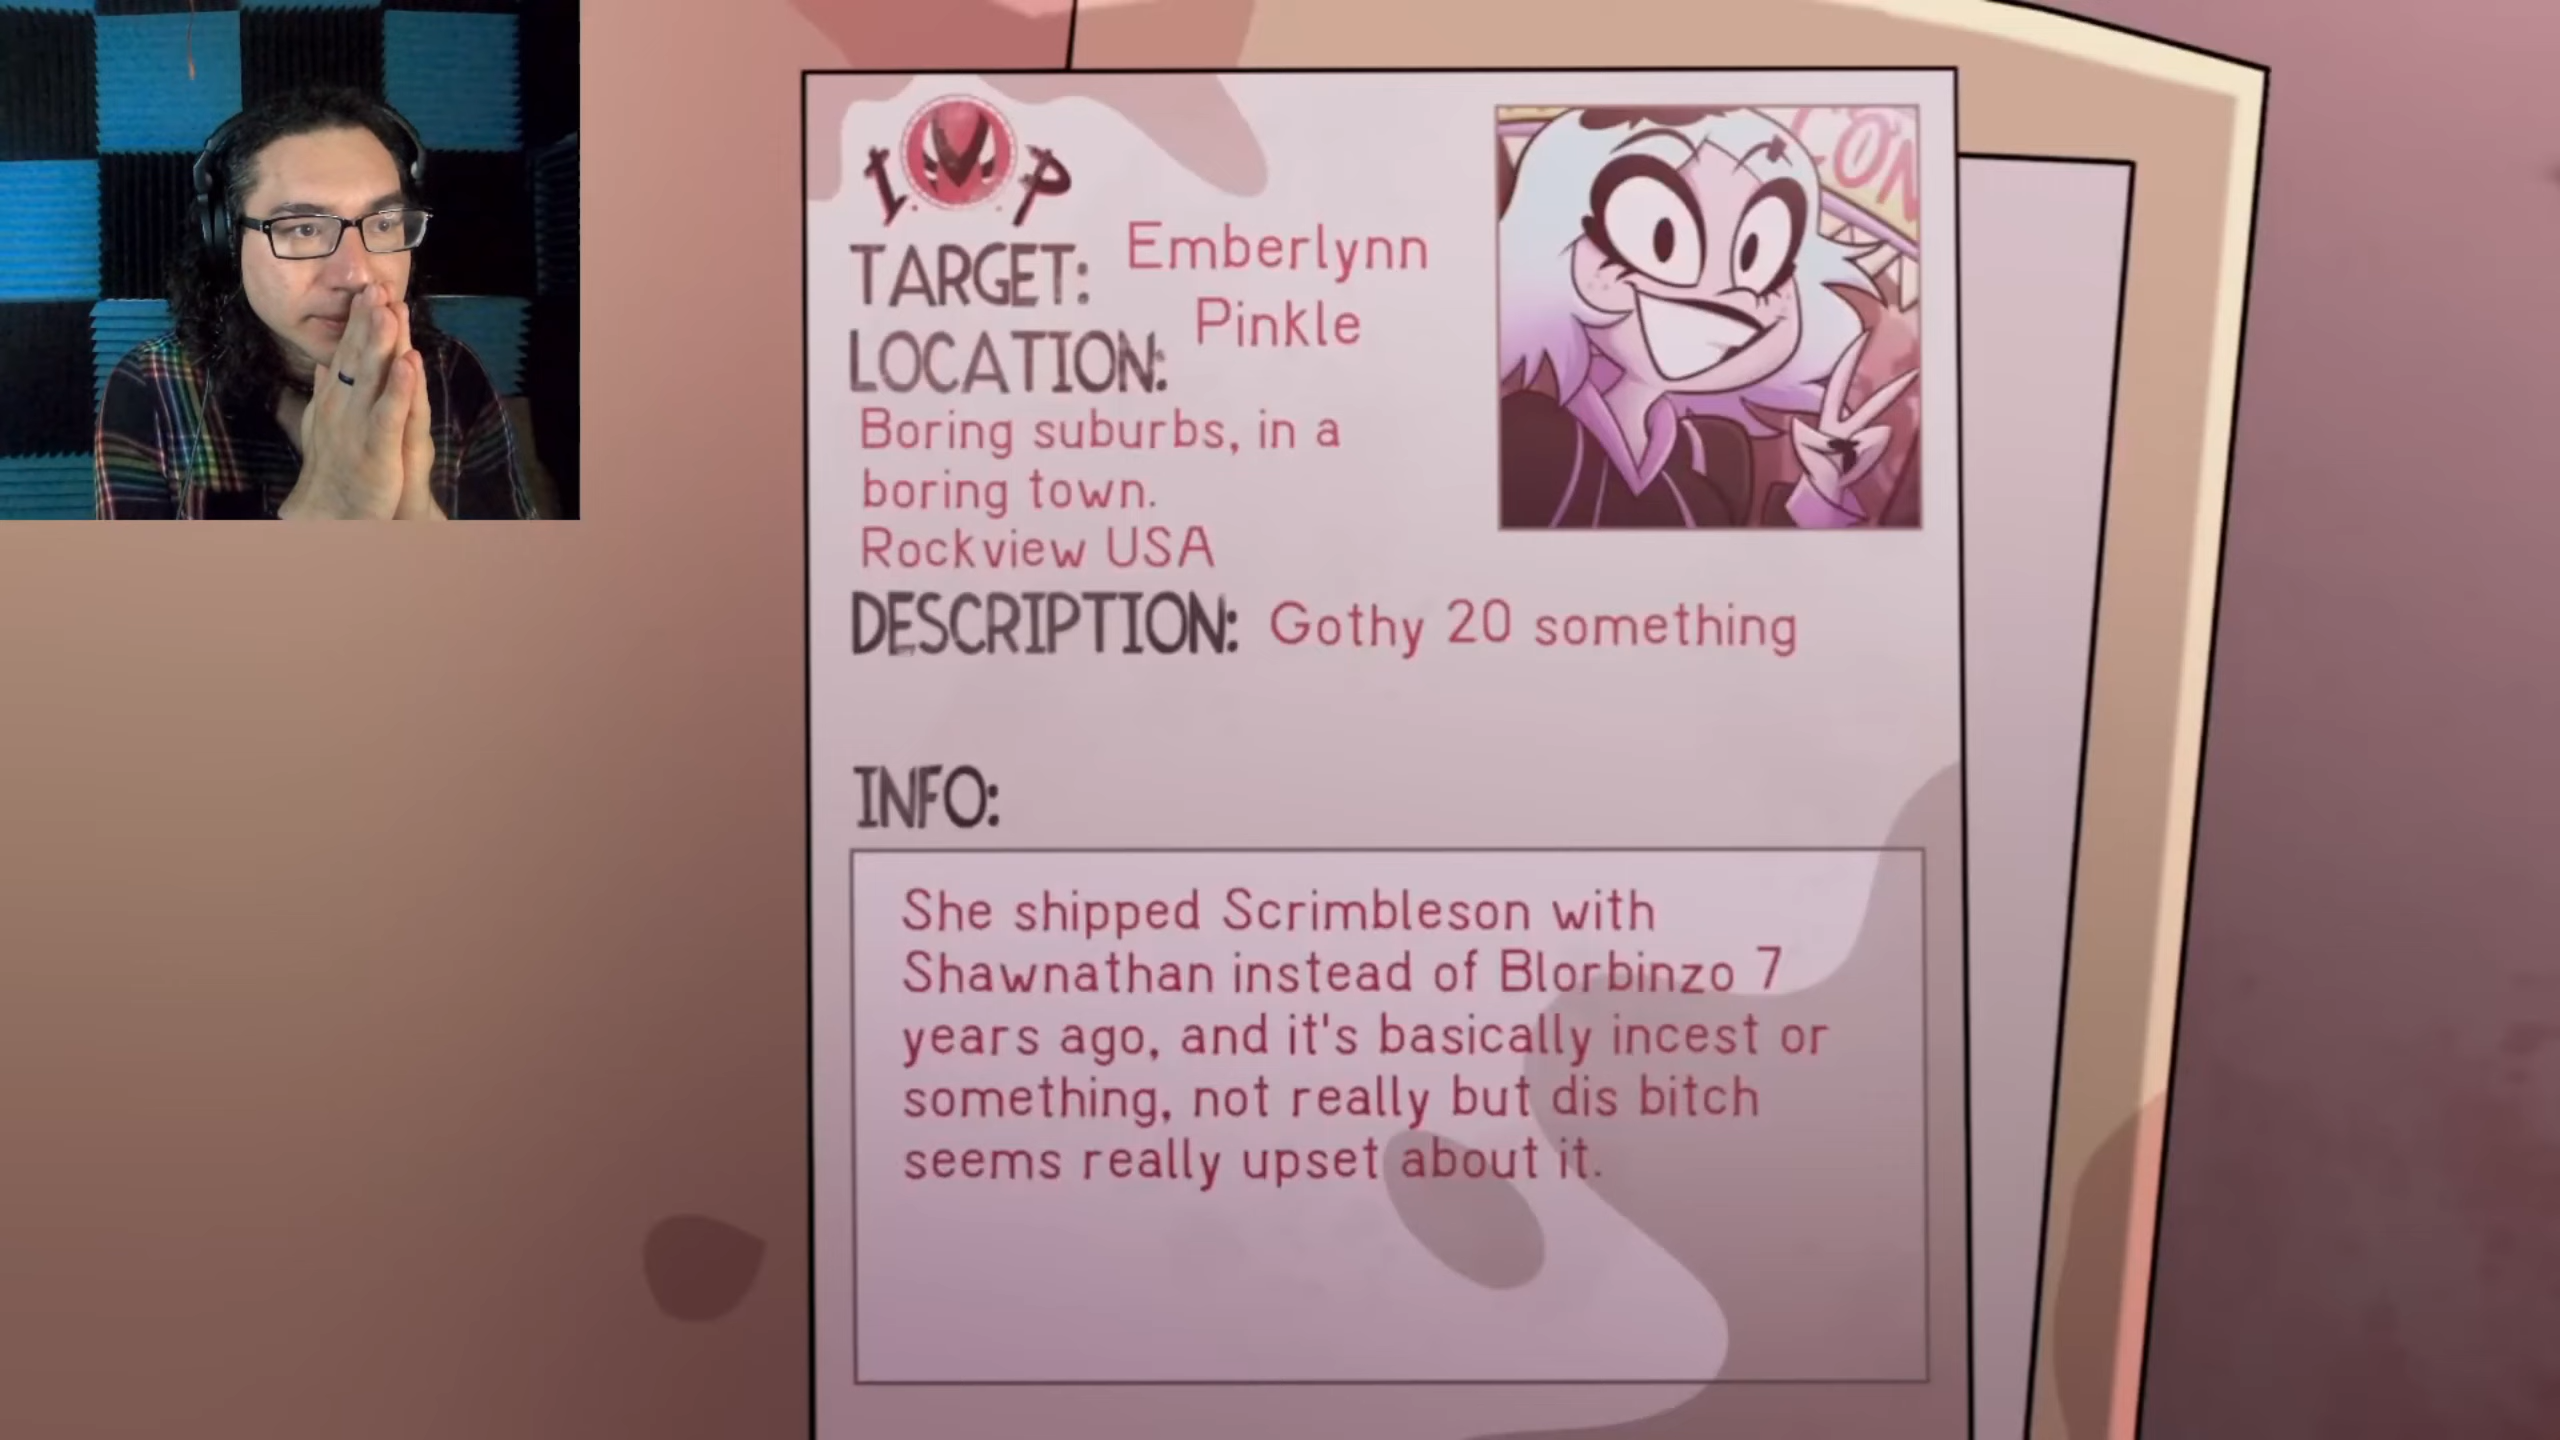 I.M.P
TARGET: Emberlynn
Pinkle
LOCATION:
Boring suburbs, in a
boring town.
Rockview USA
DESCRIPTION: Gothy 20 something
INFO:
She shipped Scrimbleson with
Shawnathan instead of Blorbinzo 7
years ago, and it's basically incest or
something, not really but dis bitch
seems really upset about it.
CON